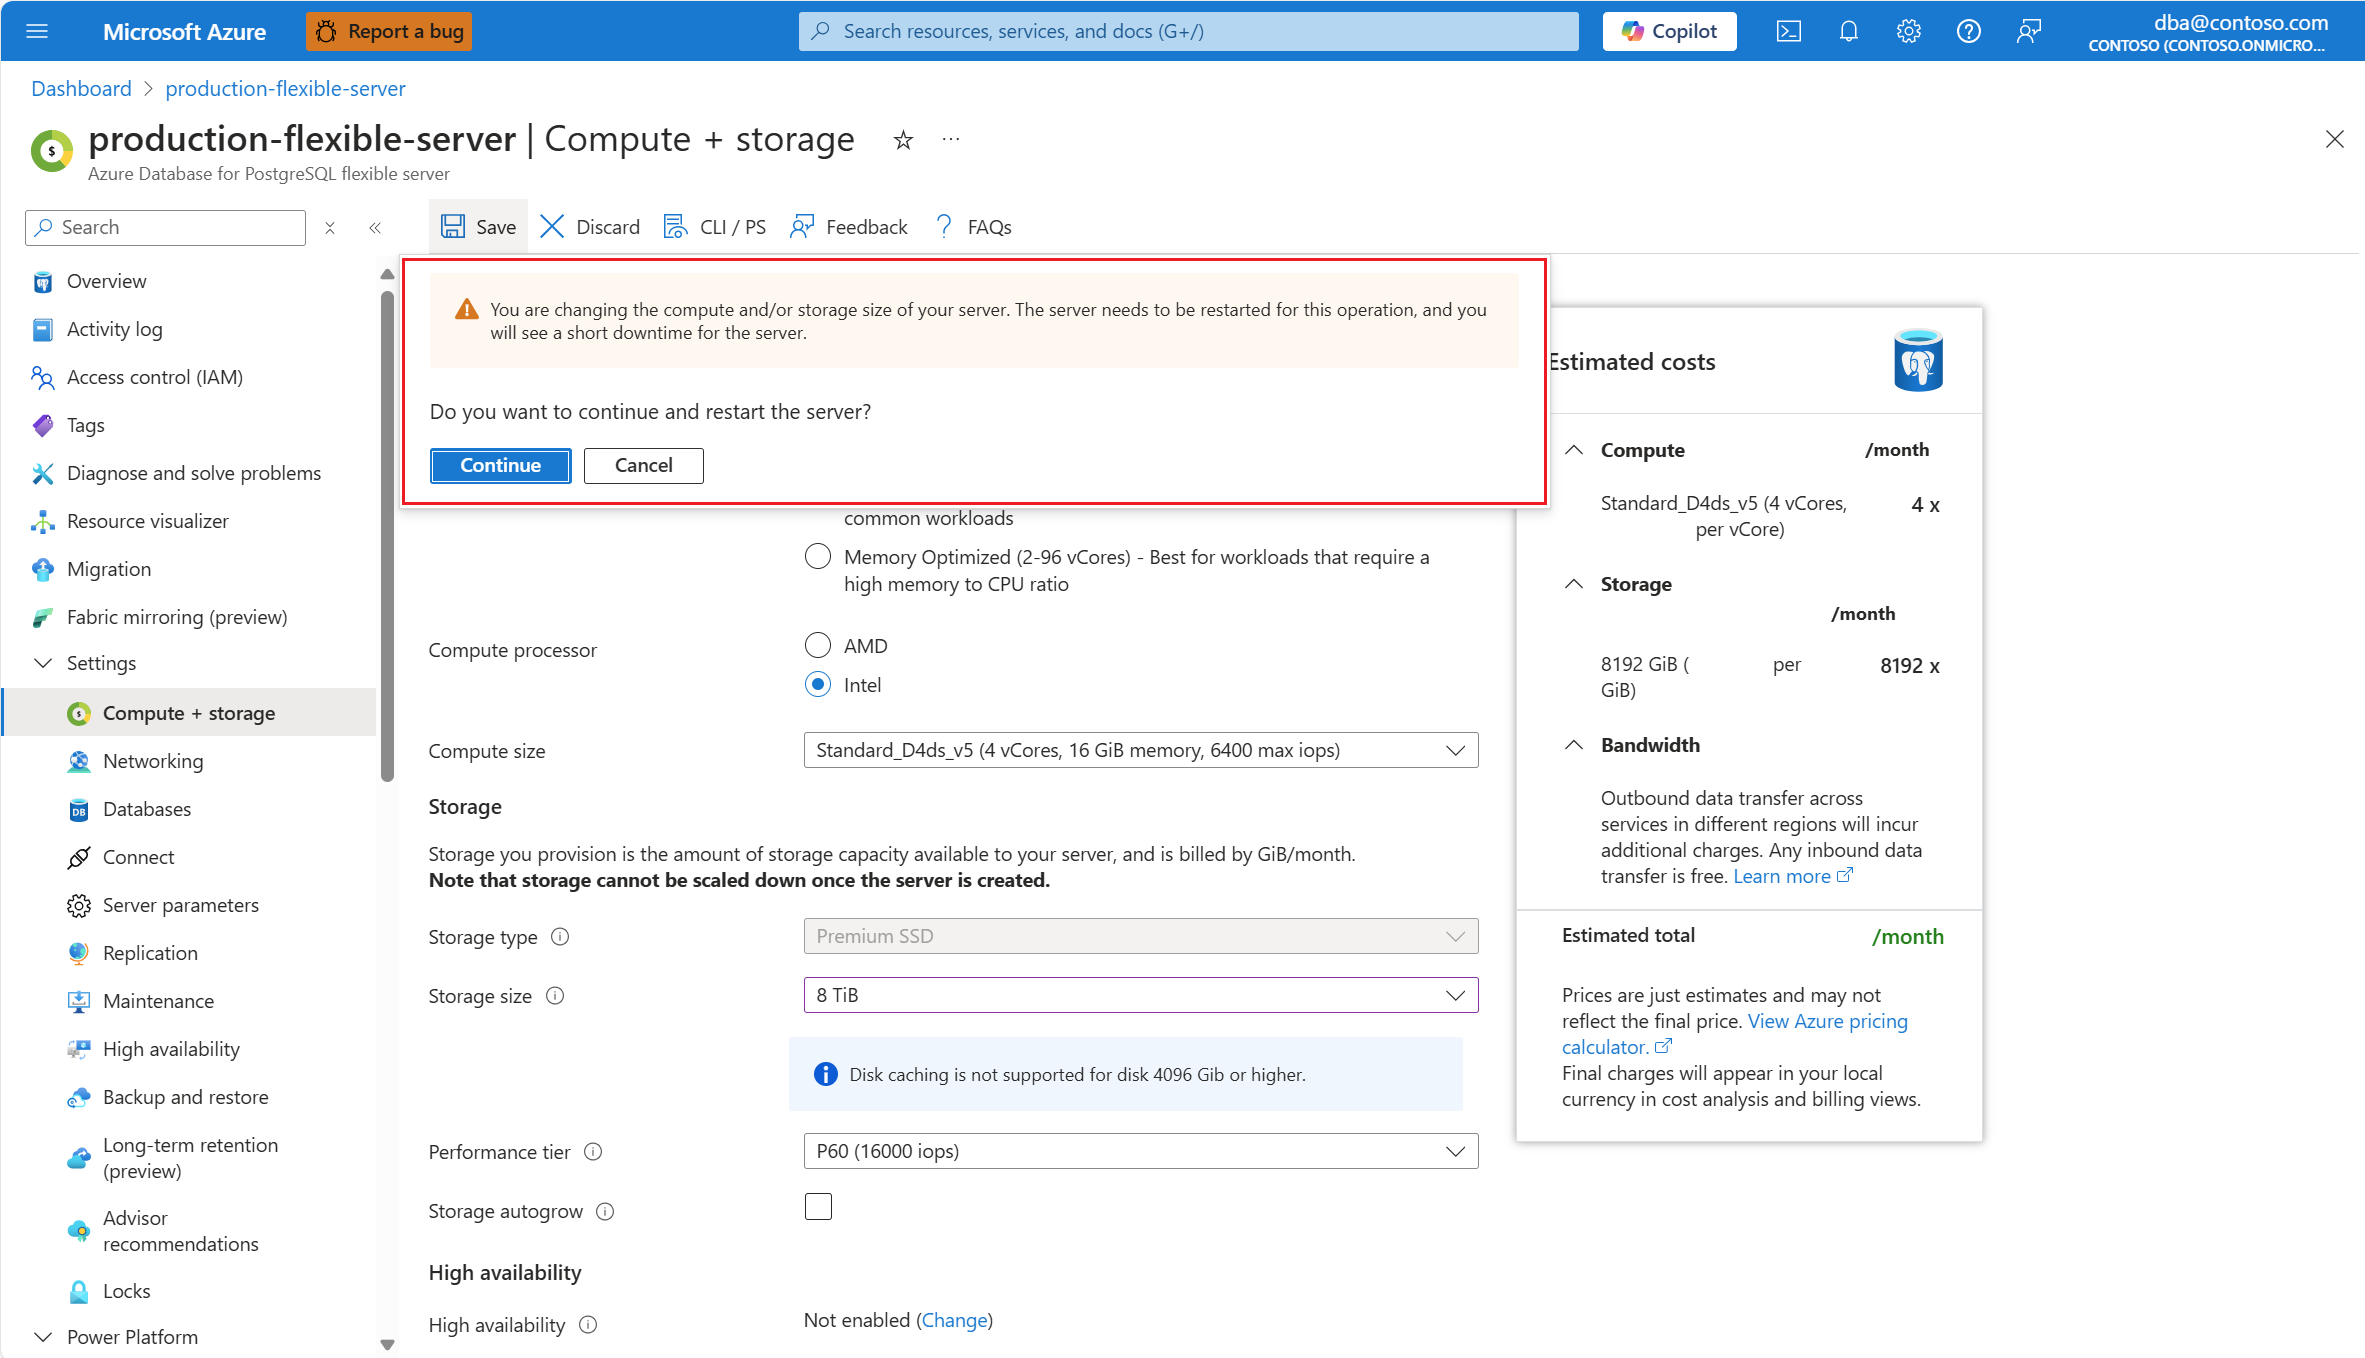 Microsoft Azure
Report a bug
Search resources, services, and docs (G+/)
Copilot
dba@contoso.com
CONTOSO (CONTOSO.ONMICRO...
Dashboard > production-flexible-server
production-flexible-server | Compute + storage
Azure Database for PostgreSQL flexible server
Search
Save
Discard
CLI / PS
Feedback
FAQs
Overview
Activity log
Access control (IAM)
Tags
Diagnose and solve problems
Resource visualizer
Migration
Fabric mirroring (preview)
Settings
Compute + storage
Networking
Databases
Connect
Server parameters
Replication
Maintenance
High availability
Backup and restore
Long-term retention
(preview)
Advisor
recommendations
Locks
Power Platform
You are changing the compute and/or storage size of your server. The server needs to be restarted for this operation, and you
will see a short downtime for the server.
Do you want to continue and restart the server?
Continue
Cancel
common workloads
Memory Optimized (2-96 vCores) - Best for workloads that require a
high memory to CPU ratio
Compute processor
AMD
Intel
Compute size
Standard_D4ds_v5 (4 vCores, 16 GiB memory, 6400 max iops)
Storage
Storage you provision is the amount of storage capacity available to your server, and is billed by GiB/month.
Note that storage cannot be scaled down once the server is created.
Storage type
Premium SSD
Storage size
8 TiB
Disk caching is not supported for disk 4096 Gib or higher.
Performance tier
P60 (16000 iops)
Storage autogrow
High availability
High availability
Not enabled (Change)
Estimated costs
Compute /month
Standard_D4ds_v5 (4 vCores, 4 x
per vCore)
Storage
/month
8192 GiB ( per 8192 x
GiB)
Bandwidth
Outbound data transfer across
services in different regions will incur
additional charges. Any inbound data
transfer is free. Learn more
Estimated total /month
Prices are just estimates and may not
reflect the final price. View Azure pricing
calculator.
Final charges will appear in your local
currency in cost analysis and billing views.